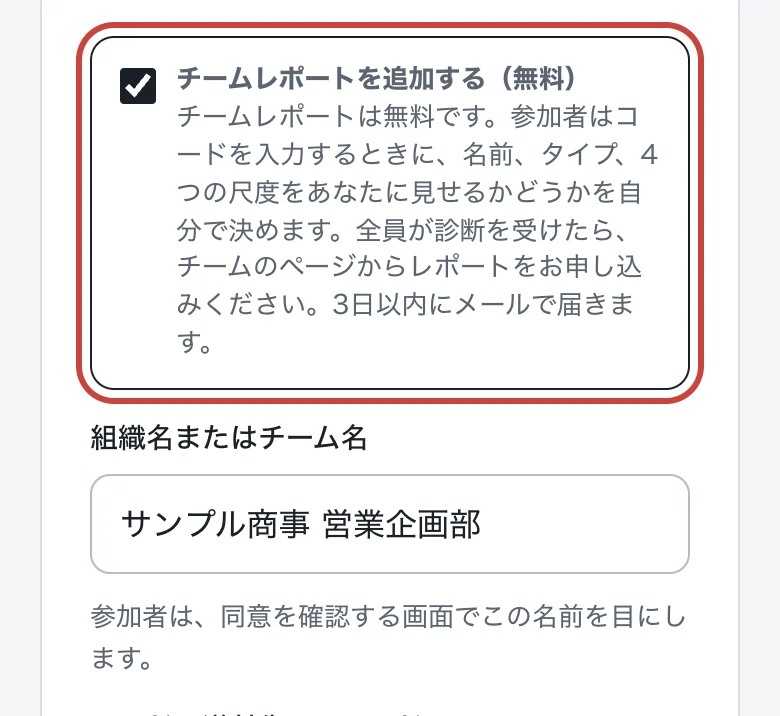 チームレポートを追加する（無料）
チームレポートは無料です。参加者はコ
ードを入力するときに、名前、タイプ、4
つの尺度をあなたに見せるかどうかを自
分で決めます。全員が診断を受けたら、
チームのページからレポートをお申し込
みください。3日以内にメールで届きま
す。
組織名またはチーム名
サンプル商事 営業企画部
参加者は、同意を確認する画面でこの名前を目にし
ます。